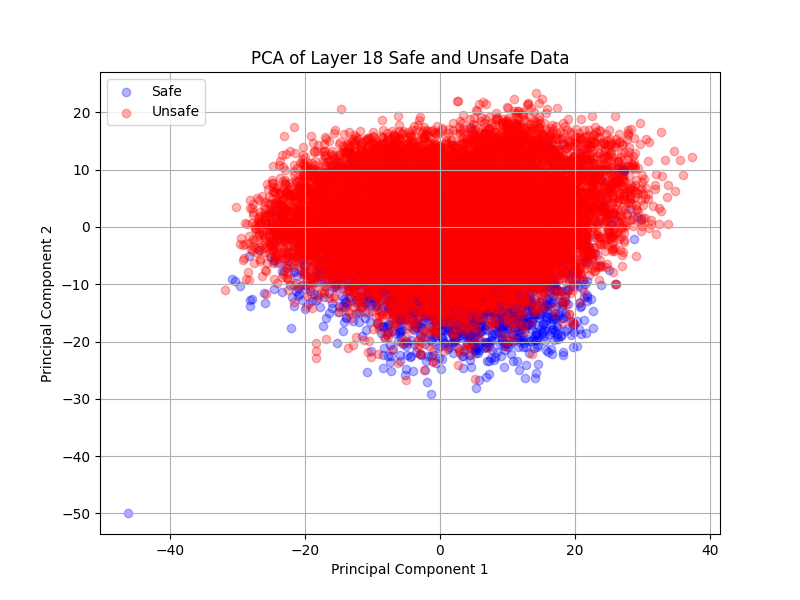 PCA of Layer 18 Safe and Unsafe Data
Safe
Unsafe
Principal Component 2
20
10
0
−10
−20
−30
−40
−50
−40
−20
0
20
40
Principal Component 1